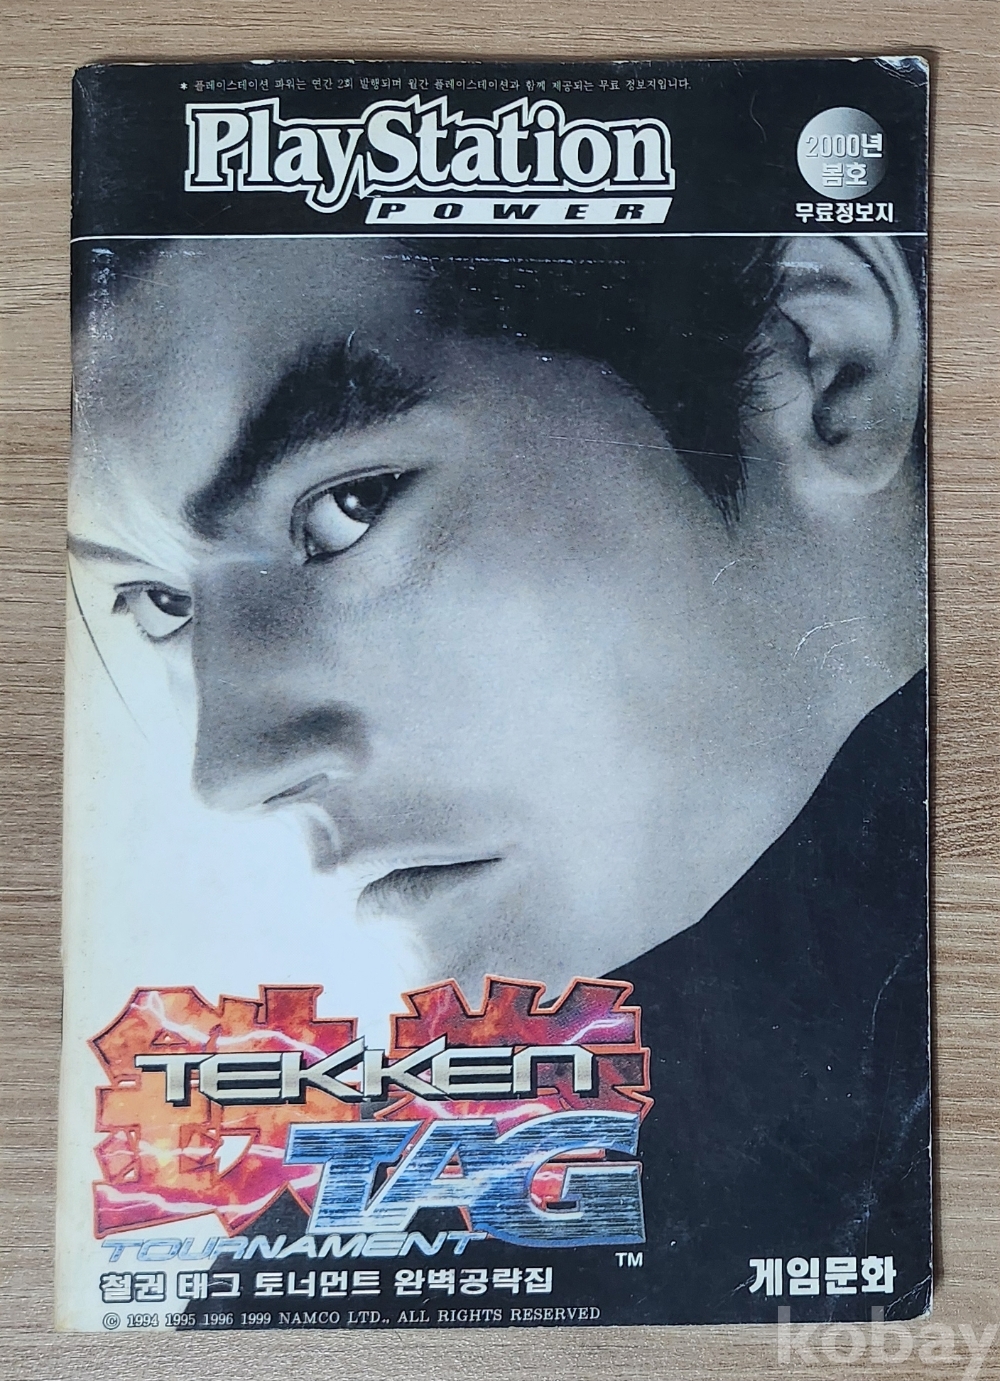 * 플레이스테이션 파워는 연간 2회 발행되며 월간 플레이스테이션과 함께 제공되는 무료 정보지입니다.
PlayStation
POWER
2000년
봄호
무료정보지
鉄拳
TEKKEN
TAG
TOURNAMENT
TM
철권 태그 토너먼트 완벽공략집
게임문화
© 1994 1995 1996 1999 NAMCO LTD., ALL RIGHTS RESERVED
kobay